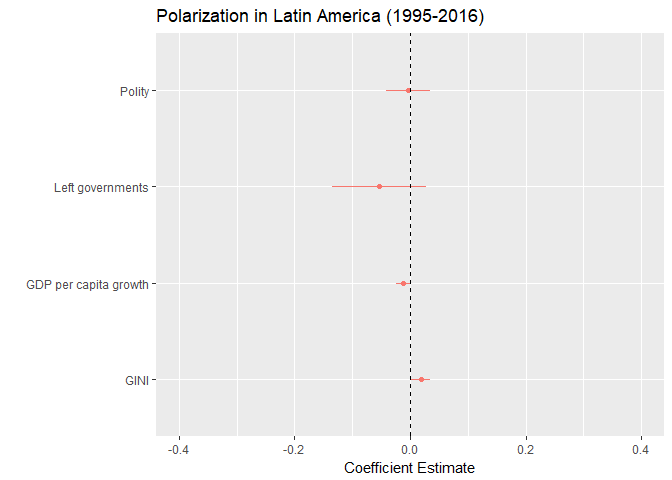 Polarization in Latin America (1995-2016)
Polity
Left governments
GDP per capita growth
GINI
-0.4 -0.2 0.0 0.2 0.4
Coefficient Estimate